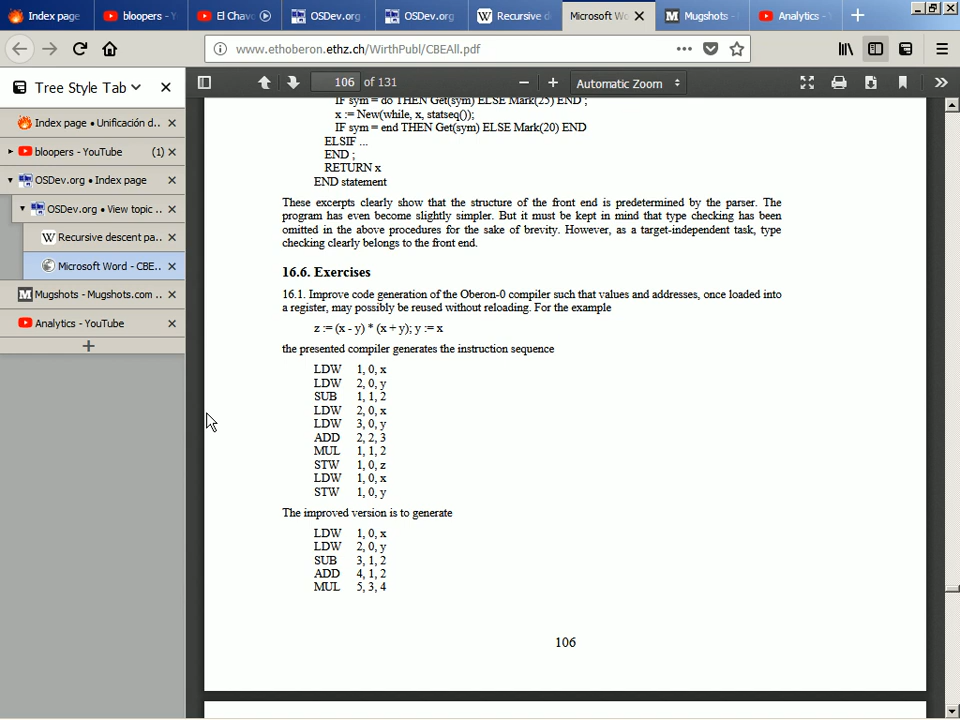 Index page
bloopers - Y
El Chavo
OSDev.org
OSDev.org
Recursive d
Microsoft Wo
Mugshots -
Analytics -
www.ethoberon.ethz.ch/WirthPubl/CBEAll.pdf
Tree Style Tab
106 of 131
Automatic Zoom
Index page • Unificación d...
bloopers - YouTube (1)
OSDev.org • Index page
OSDev.org • View topic ..
Recursive descent pa...
Microsoft Word - CBE..
Mugshots - Mugshots.com ..
Analytics - YouTube
IF sym = do THEN Get(sym) ELSE Mark(25) END ;
x := New(while, x, statseq());
IF sym = end THEN Get(sym) ELSE Mark(20) END
ELSIF ...
END ;
RETURN x
END statement
These excerpts clearly show that the structure of the front end is predetermined by the parser. The
program has even become slightly simpler. But it must be kept in mind that type checking has been
omitted in the above procedures for the sake of brevity. However, as a target-independent task, type
checking clearly belongs to the front end.
16.6. Exercises
16.1. Improve code generation of the Oberon-0 compiler such that values and addresses, once loaded into
a register, may possibly be reused without reloading. For the example
z := (x - y) * (x + y); y := x
the presented compiler generates the instruction sequence
LDW 1, 0, x
LDW 2, 0, y
SUB 1, 1, 2
LDW 2, 0, x
LDW 3, 0, y
ADD 2, 2, 3
MUL 1, 1, 2
STW 1, 0, z
LDW 1, 0, x
STW 1, 0, y
The improved version is to generate
LDW 1, 0, x
LDW 2, 0, y
SUB 3, 1, 2
ADD 4, 1, 2
MUL 5, 3, 4
106